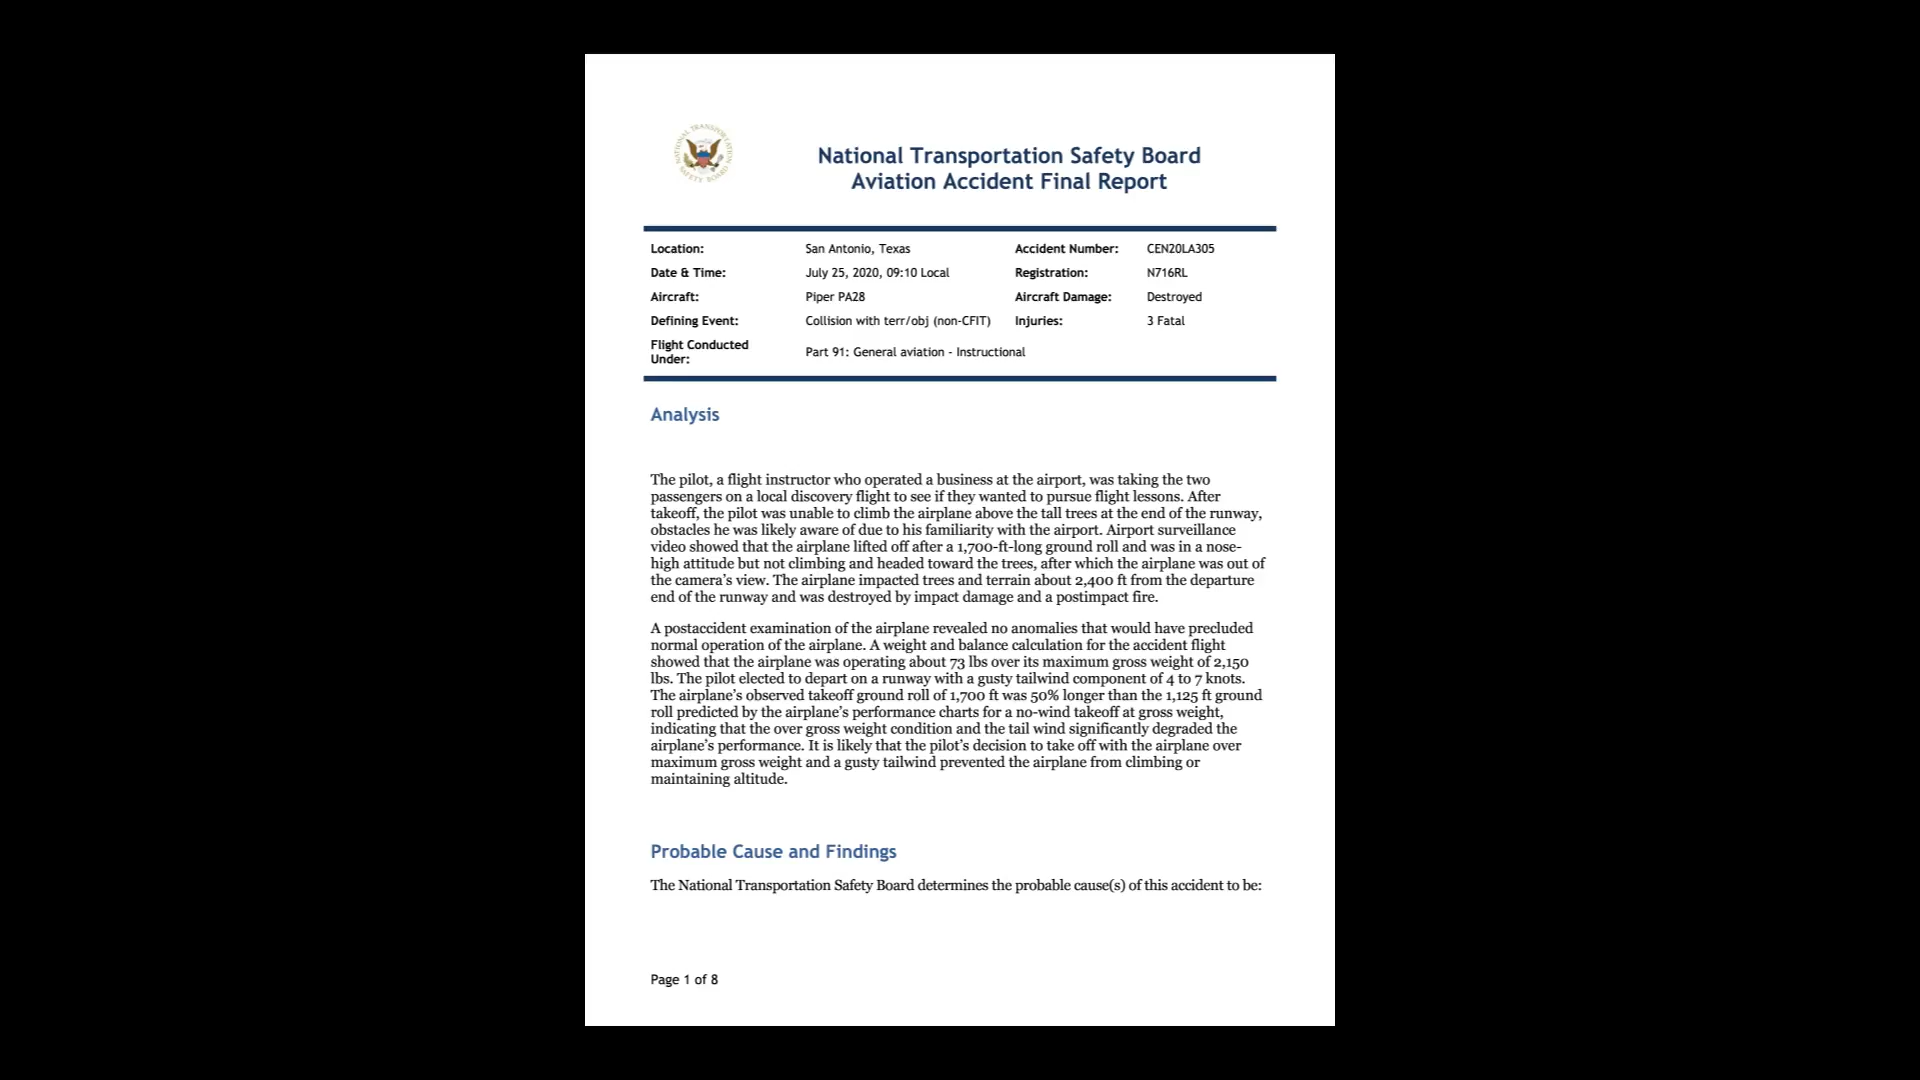 NATIONAL TRANSPORTATION SAFETY BOARD
National Transportation Safety Board
Aviation Accident Final Report
Location: San Antonio, Texas Accident Number: CEN20LA305
Date & Time: July 25, 2020, 09:10 Local Registration: N716RL
Aircraft: Piper PA28 Aircraft Damage: Destroyed
Defining Event: Collision with terr/obj (non-CFIT) Injuries: 3 Fatal
Flight Conducted
Under:
Part 91: General aviation - Instructional
Analysis
The pilot, a flight instructor who operated a business at the airport, was taking the two
passengers on a local discovery flight to see if they wanted to pursue flight lessons. After
takeoff, the pilot was unable to climb the airplane above the tall trees at the end of the runway,
obstacles he was likely aware of due to his familiarity with the airport. Airport surveillance
video showed that the airplane lifted off after a 1,700-ft-long ground roll and was in a nose-
high attitude but not climbing and headed toward the trees, after which the airplane was out of
the camera’s view. The airplane impacted trees and terrain about 2,400 ft from the departure
end of the runway and was destroyed by impact damage and a postimpact fire.
A postaccident examination of the airplane revealed no anomalies that would have precluded
normal operation of the airplane. A weight and balance calculation for the accident flight
showed that the airplane was operating about 73 lbs over its maximum gross weight of 2,150
lbs. The pilot elected to depart on a runway with a gusty tailwind component of 4 to 7 knots.
The airplane’s observed takeoff ground roll of 1,700 ft was 50% longer than the 1,125 ft ground
roll predicted by the airplane’s performance charts for a no-wind takeoff at gross weight,
indicating that the over gross weight condition and the tail wind significantly degraded the
airplane’s performance. It is likely that the pilot’s decision to take off with the airplane over
maximum gross weight and a gusty tailwind prevented the airplane from climbing or
maintaining altitude.
Probable Cause and Findings
The National Transportation Safety Board determines the probable cause(s) of this accident to be:
Page 1 of 8